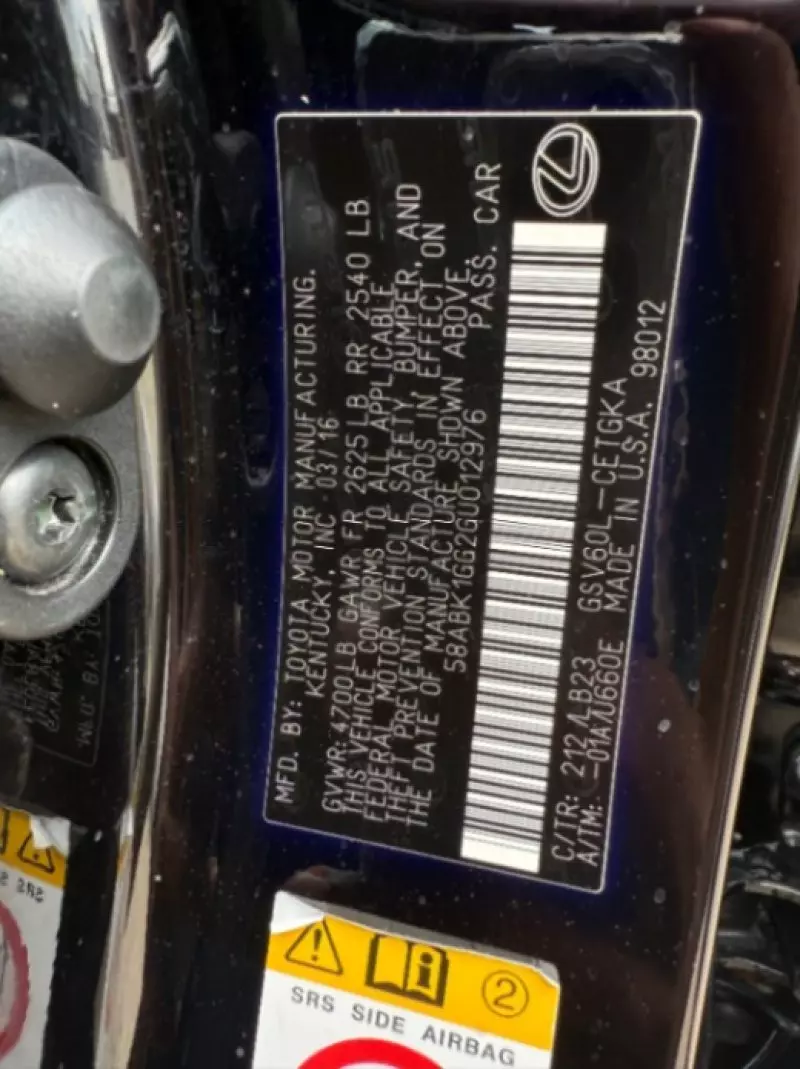 MFD. BY: TOYOTA MOTOR MANUFACTURING.
KENTUCKY, INC 03/16
GVWR: 4700LB GAWR FR 2625LB RR 2540 LB
THIS VEHICLE CONFORMS TO ALL APPLICABLE
FEDERAL MOTOR VEHICLE SAFETY, BUMPER, AND
THEFT PREVENTION STANDARDS IN EFFECT ON
THE DATE OF MANUFACTURE SHOWN ABOVE.
58ABK1GG2GU012976 PASS. CAR
C/TR: 212/LB23 GSV60L-CETGKA
A/TM: -01A/U660E MADE IN U.S.A. 98012
2
SRS SIDE AIRBAG